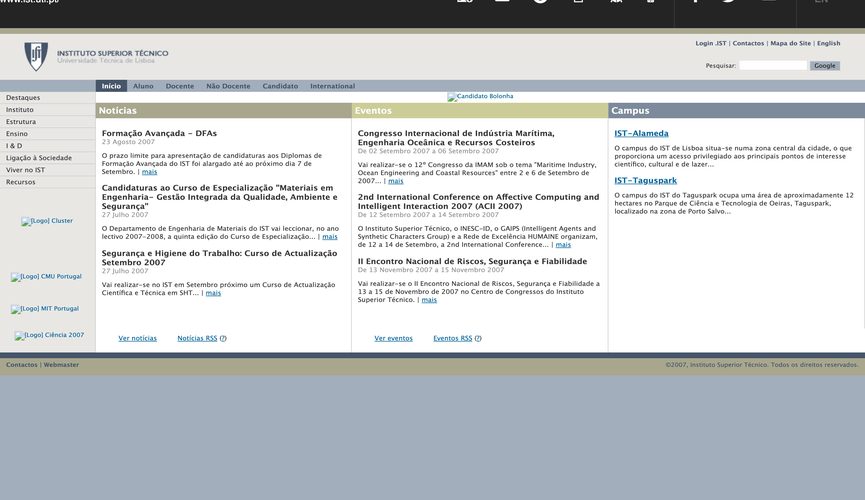 www.ist.utl.pt
INSTITUTO SUPERIOR TÉCNICO
Universidade Técnica de Lisboa
Login .IST | Contactos | Mapa do Site | English
Pesquisar:
Google
Início Aluno Docente Não Docente Candidato International
Destaques
Instituto
Estrutura
Ensino
I & D
Ligação à Sociedade
Viver no IST
Recursos
[Logo] Cluster
[Logo] CMU Portugal
[Logo] MIT Portugal
[Logo] Ciência 2007
Candidato Bolonha
Notícias
Formação Avançada - DFAs
23 Agosto 2007
O prazo limite para apresentação de candidaturas aos Diplomas de
Formação Avançada do IST foi alargado até ao próximo dia 7 de
Setembro. | mais
Candidaturas ao Curso de Especialização "Materiais em
Engenharia- Gestão Integrada da Qualidade, Ambiente e
Segurança"
27 Julho 2007
O Departamento de Engenharia de Materiais do IST vai leccionar, no ano
lectivo 2007-2008, a quinta edição do Curso de Especialização... | mais
Segurança e Higiene do Trabalho: Curso de Actualização
Setembro 2007
27 Julho 2007
Vai realizar-se no IST em Setembro próximo um Curso de Actualização
Científica e Técnica em SHT... | mais
Ver notícias Notícias RSS (?)
Eventos
Congresso Internacional de Indústria Marítima,
Engenharia Oceânica e Recursos Costeiros
De 02 Setembro 2007 a 06 Setembro 2007
Vai realizar-se o 12º Congresso da IMAM sob o tema "Maritime Industry,
Ocean Engineering and Coastal Resources" entre 2 e 6 de Setembro de
2007... | mais
2nd International Conference on Affective Computing and
Intelligent Interaction 2007 (ACII 2007)
De 12 Setembro 2007 a 14 Setembro 2007
O Instituto Superior Técnico, o INESC-ID, o GAIPS (Intelligent Agents and
Synthetic Characters Group) e a Rede de Excelência HUMAINE organizam,
de 12 a 14 de Setembro, a 2nd International Conference... | mais
II Encontro Nacional de Riscos, Segurança e Fiabilidade
De 13 Novembro 2007 a 15 Novembro 2007
Vai realizar-se o II Encontro Nacional de Riscos, Segurança e Fiabilidade a
13 a 15 de Novembro de 2007 no Centro de Congressos do Instituto
Superior Técnico. | mais
Ver eventos Eventos RSS (?)
Campus
IST-Alameda
O campus do IST de Lisboa situa-se numa zona central da cidade, o que
proporciona um acesso privilegiado aos principais pontos de interesse
científico, cultural e de lazer...
IST-Taguspark
O campus do IST do Taguspark ocupa uma área de aproximadamente 12
hectares no Parque de Ciência e Tecnologia de Oeiras, Taguspark,
localizado na zona de Porto Salvo...
Contactos | Webmaster
©2007, Instituto Superior Técnico. Todos os direitos reservados.